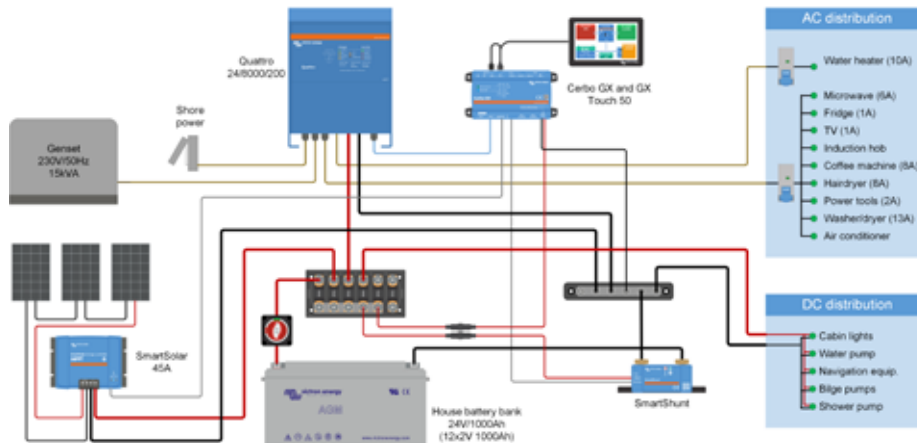 AC distribution
Quattro
24/8000/200
Water heater (10A)
Cerbo GX and GX
Touch 50
Microwave (6A)
Fridge (1A)
TV (1A)
Induction hob
Coffee machine (8A)
Hairdryer (8A)
Power tools (2A)
Washer/dryer (13A)
Air conditioner
Shore
power
Genset
230V/50Hz
15kVA
DC distribution
Cabin lights
Water pump
Navigation equip.
Bilge pumps
Shower pump
SmartSolar
45A
victron energy
AGM
House battery bank
24V/1000Ah
(12x2V 1000Ah)
SmartShunt